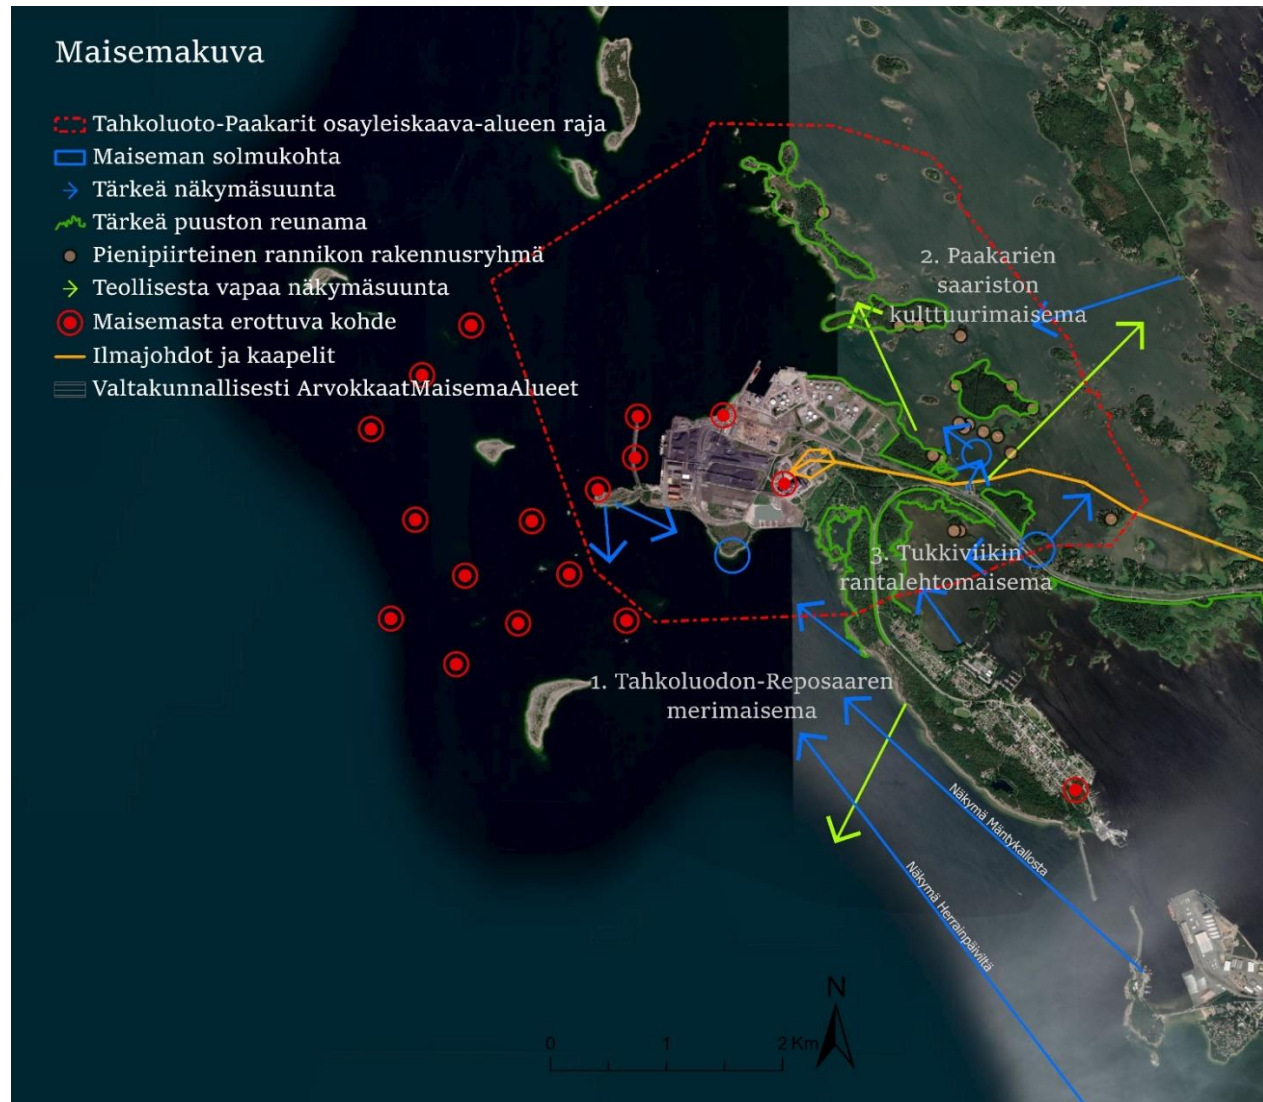 Maisemakuva
Tahkoluoto-Paakarit osayleiskaava-alueen raja
Maiseman solmukohta
Tärkeä näkymäsuunta
Tärkeä puuston reunama
Pienipiirteinen rannikon rakennusryhmä
Teollisesta vapaa näkymäsuunta
Maisemasta erottuva kohde
Ilmajohdot ja kaapelit
Valtakunnallisesti ArvokkaatMaisemaAlueet
2. Paakarien
saariston
kulttuurimaisema
3. Tukkiviikin
rantalehtomaisema
1. Tahkoluodon-Reposaaren
merimaisema
Näkymä Mäntykallosta
Näkymä Herrainpäiviltä
N
0 1 2 Km